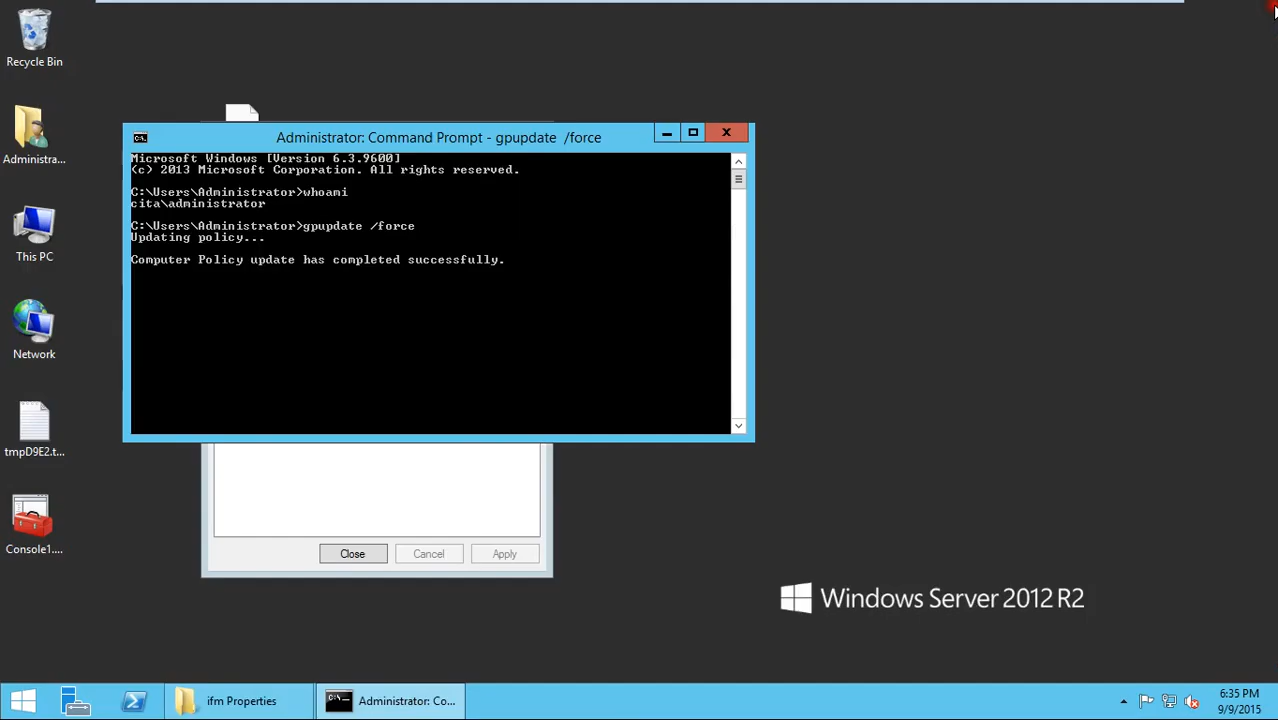 Recycle Bin
Administra...
This PC
Network
tmpD9E2.t...
Console1....
Administrator: Command Prompt - gpupdate /force
Microsoft Windows [Version 6.3.9600]
(c) 2013 Microsoft Corporation. All rights reserved.
C:\Users\Administrator>whoami
cita\administrator
C:\Users\Administrator>gpupdate /force
Updating policy...
Computer Policy update has completed successfully.
Close
Cancel
Apply
Windows Server 2012 R2
ifm Properties
Administrator: Co...
6:35 PM
9/9/2015